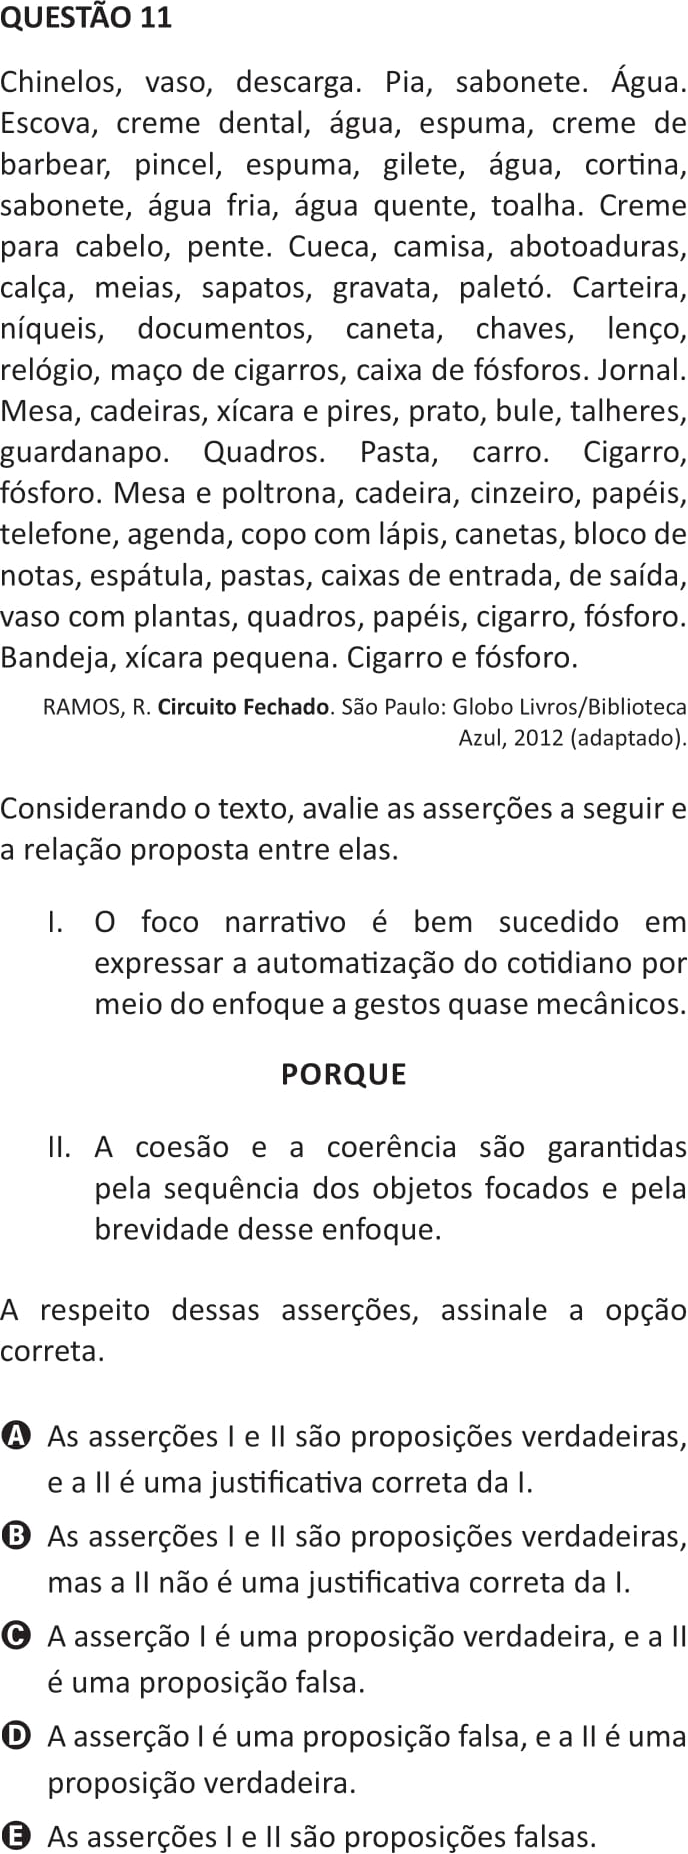 QUESTÃO 11
Chinelos, vaso, descarga. Pia, sabonete. Água.
Escova, creme dental, água, espuma, creme de
barbear, pincel, espuma, gilete, água, cortina,
sabonete, água fria, água quente, toalha. Creme
para cabelo, pente. Cueca, camisa, abotoaduras,
calça, meias, sapatos, gravata, paletó. Carteira,
níqueis, documentos, caneta, chaves, lenço,
relógio, maço de cigarros, caixa de fósforos. Jornal.
Mesa, cadeiras, xícara e pires, prato, bule, talheres,
guardanapo. Quadros. Pasta, carro. Cigarro,
fósforo. Mesa e poltrona, cadeira, cinzeiro, papéis,
telefone, agenda, copo com lápis, canetas, bloco de
notas, espátula, pastas, caixas de entrada, de saída,
vaso com plantas, quadros, papéis, cigarro, fósforo.
Bandeja, xícara pequena. Cigarro e fósforo.
RAMOS, R. Circuito Fechado. São Paulo: Globo Livros/Biblioteca
Azul, 2012 (adaptado).
Considerando o texto, avalie as asserções a seguir e
a relação proposta entre elas.
I. O foco narrativo é bem sucedido em
expressar a automatização do cotidiano por
meio do enfoque a gestos quase mecânicos.
PORQUE
II. A coesão e a coerência são garantidas
pela sequência dos objetos focados e pela
brevidade desse enfoque.
A respeito dessas asserções, assinale a opção
correta.
A As asserções I e II são proposições verdadeiras,
e a II é uma justificativa correta da I.
B As asserções I e II são proposições verdadeiras,
mas a II não é uma justificativa correta da I.
C A asserção I é uma proposição verdadeira, e a II
é uma proposição falsa.
D A asserção I é uma proposição falsa, e a II é uma
proposição verdadeira.
E As asserções I e II são proposições falsas.